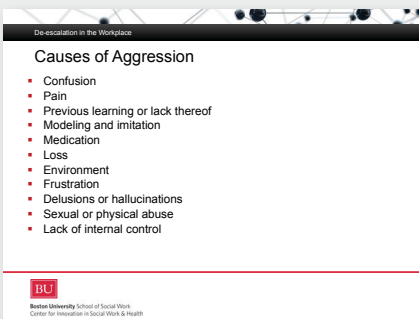 De-escalation in the Workplace
Causes of Aggression
▪ Confusion
▪ Pain
▪ Previous learning or lack thereof
▪ Modeling and imitation
▪ Medication
▪ Loss
▪ Environment
▪ Frustration
▪ Delusions or hallucinations
▪ Sexual or physical abuse
▪ Lack of internal control
BU
Boston University School of Social Work
Center for Innovation in Social Work & Health